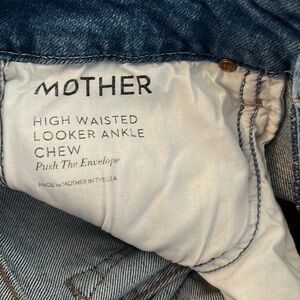 MOTHER
HIGH WAISTED
LOOKER ANKLE
CHEW
Push The Envelope
MADE by MOTHER IN THE USA